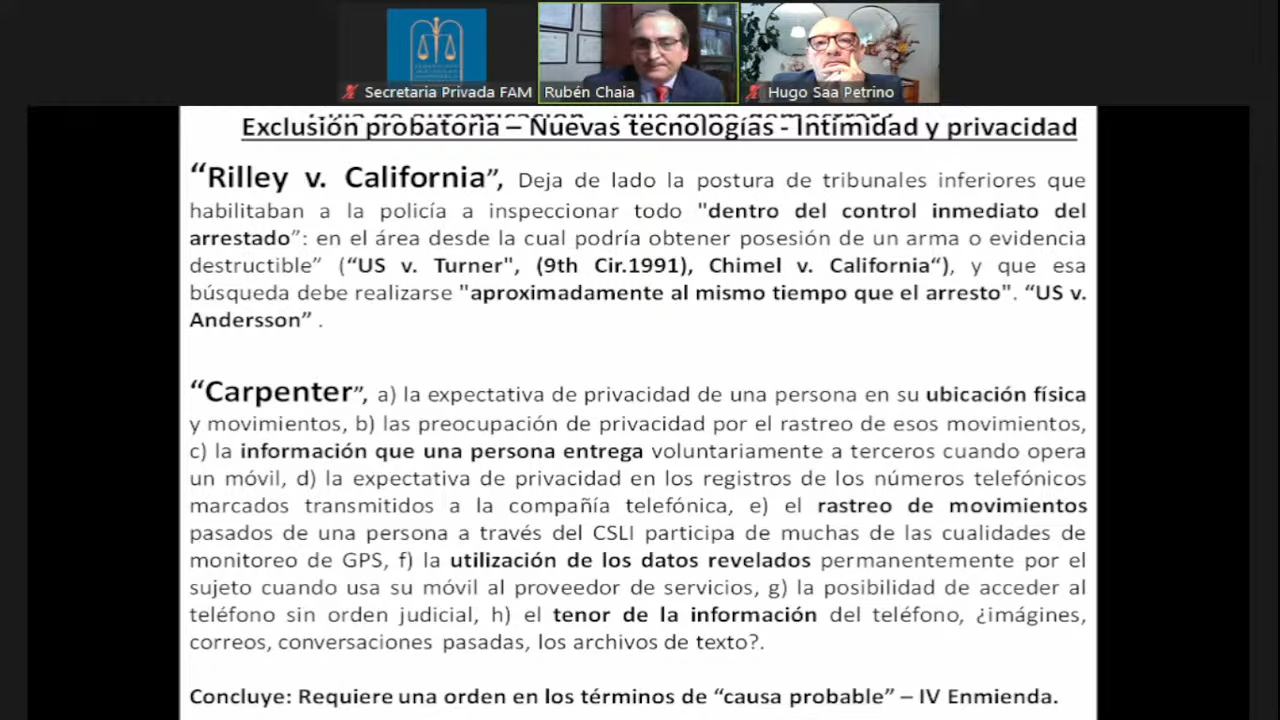 Secretaria Privada FAM
Rubén Chaia
Hugo Saa Petrino
Exclusión probatoria – Nuevas tecnologías - Intimidad y privacidad
“Rilley v. California”, Deja de lado la postura de tribunales inferiores que
habilitaban a la policía a inspeccionar todo "dentro del control inmediato del
arrestado”: en el área desde la cual podría obtener posesión de un arma o evidencia
destructible” (“US v. Turner", (9th Cir.1991), Chimel v. California“), y que esa
búsqueda debe realizarse "aproximadamente al mismo tiempo que el arresto". “US v.
Andersson” .
“Carpenter”, a) la expectativa de privacidad de una persona en su ubicación física
y movimientos, b) las preocupación de privacidad por el rastreo de esos movimientos,
c) la información que una persona entrega voluntariamente a terceros cuando opera
un móvil, d) la expectativa de privacidad en los registros de los números telefónicos
marcados transmitidos a la compañía telefónica, e) el rastreo de movimientos
pasados de una persona a través del CSLI participa de muchas de las cualidades de
monitoreo de GPS, f) la utilización de los datos revelados permanentemente por el
sujeto cuando usa su móvil al proveedor de servicios, g) la posibilidad de acceder al
teléfono sin orden judicial, h) el tenor de la información del teléfono, ¿imágines,
correos, conversaciones pasadas, los archivos de texto?.
Concluye: Requiere una orden en los términos de “causa probable” – IV Enmienda.